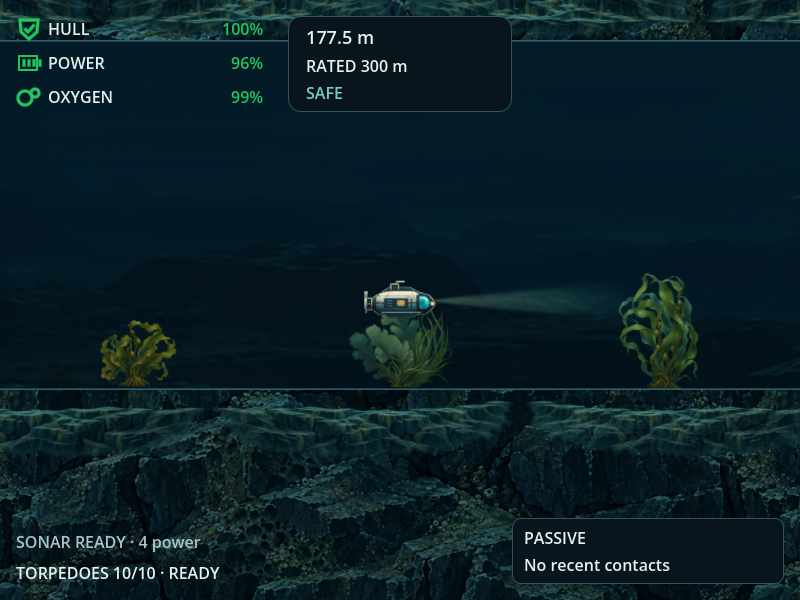 HULL 100%
POWER 96%
OXYGEN 99%
177.5 m
RATED 300 m
SAFE
SONAR READY · 4 power
TORPEDOES 10/10 · READY
PASSIVE
No recent contacts